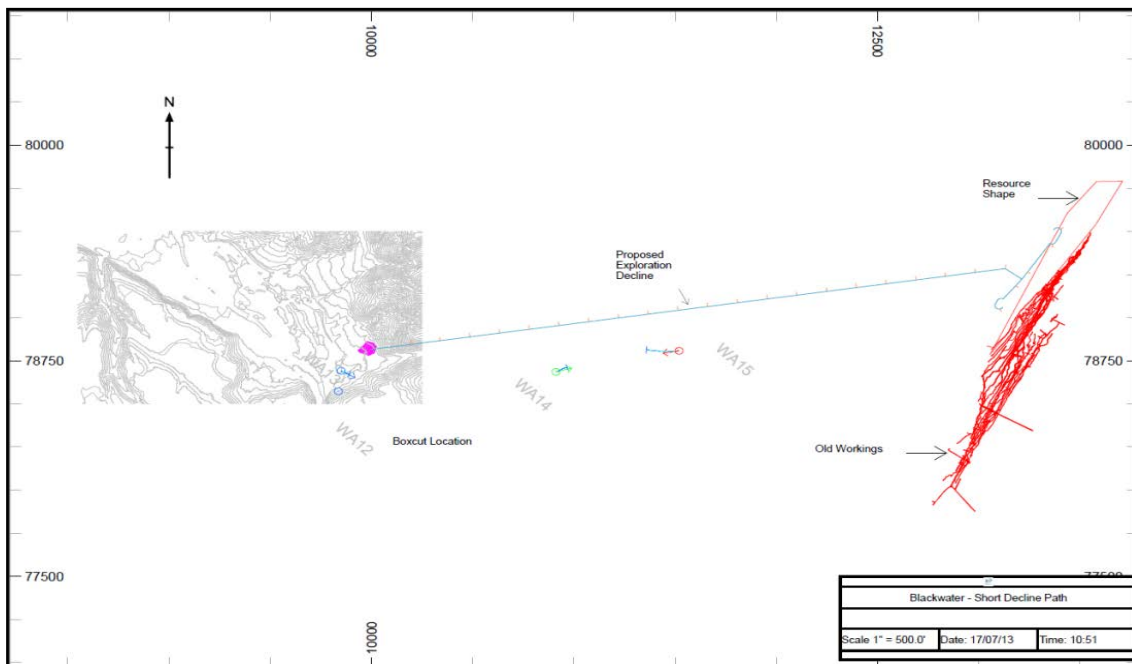 10000
12500
N
80000
80000
Resource
Shape
Proposed
Exploration
Decline
78750
78750
WA15
WA14
WA12
Boxcut Location
Old Workings
77500
77500
10000
Blackwater - Short Decline Path
Scale 1" = 500.0'
Date: 17/07/13
Time: 10:51